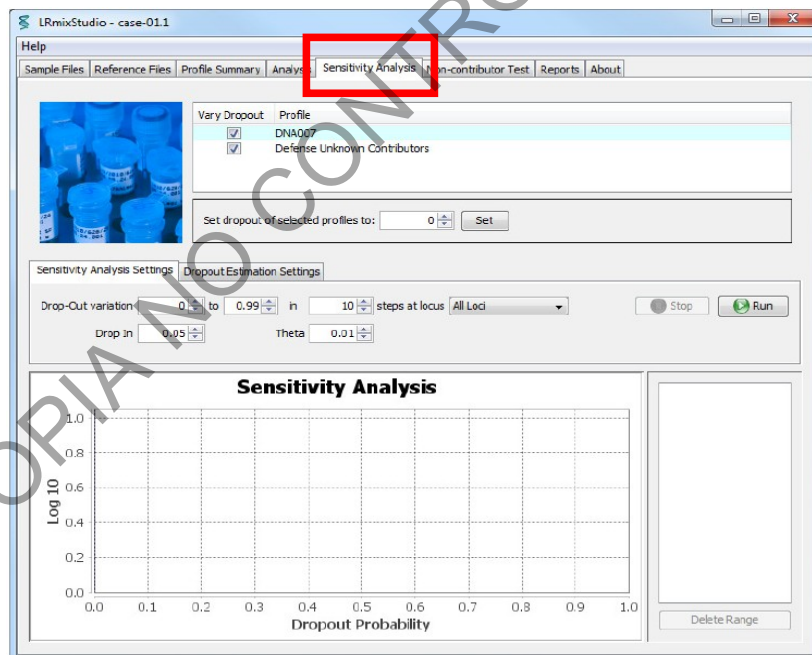 LRmixStudio - case-01.1
Help
Sample Files Reference Files Profile Summary Analysis Sensitivity Analysis Non-contributor Test Reports About
Vary Dropout Profile
DNA007
Defense Unknown Contributors
Set dropout of selected profiles to: 0 Set
Sensitivity Analysis Settings Dropout Estimation Settings
Drop-Out variation 0 to 0.99 in 10 steps at locus All Loci Stop Run
Drop In 0.05 Theta 0.01
Sensitivity Analysis
1.0
0.8
0.6
0.4
0.2
0.0
Log 10
0.0 0.1 0.2 0.3 0.4 0.5 0.6 0.7 0.8 0.9 1.0
Dropout Probability
Delete Range
OPIA NO CONTRO